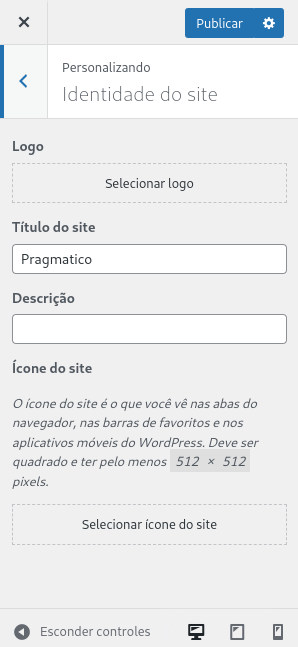 Publicar
Personalizando
Identidade do site
Logo
Selecionar logo
Título do site
Pragmatico
Descrição
Ícone do site
O ícone do site é o que você vê nas abas do
navegador, nas barras de favoritos e nos
aplicativos móveis do WordPress. Deve ser
quadrado e ter pelo menos 512 × 512
pixels.
Selecionar ícone do site
Esconder controles